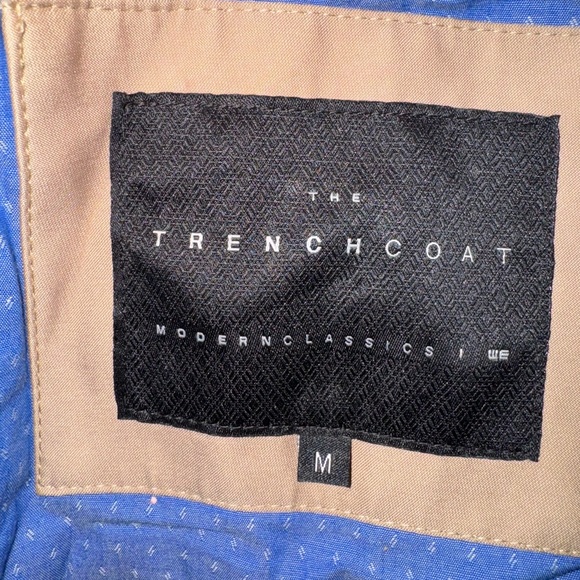 THE
TRENCHCOAT
MODERNCLASSICS | WE
M